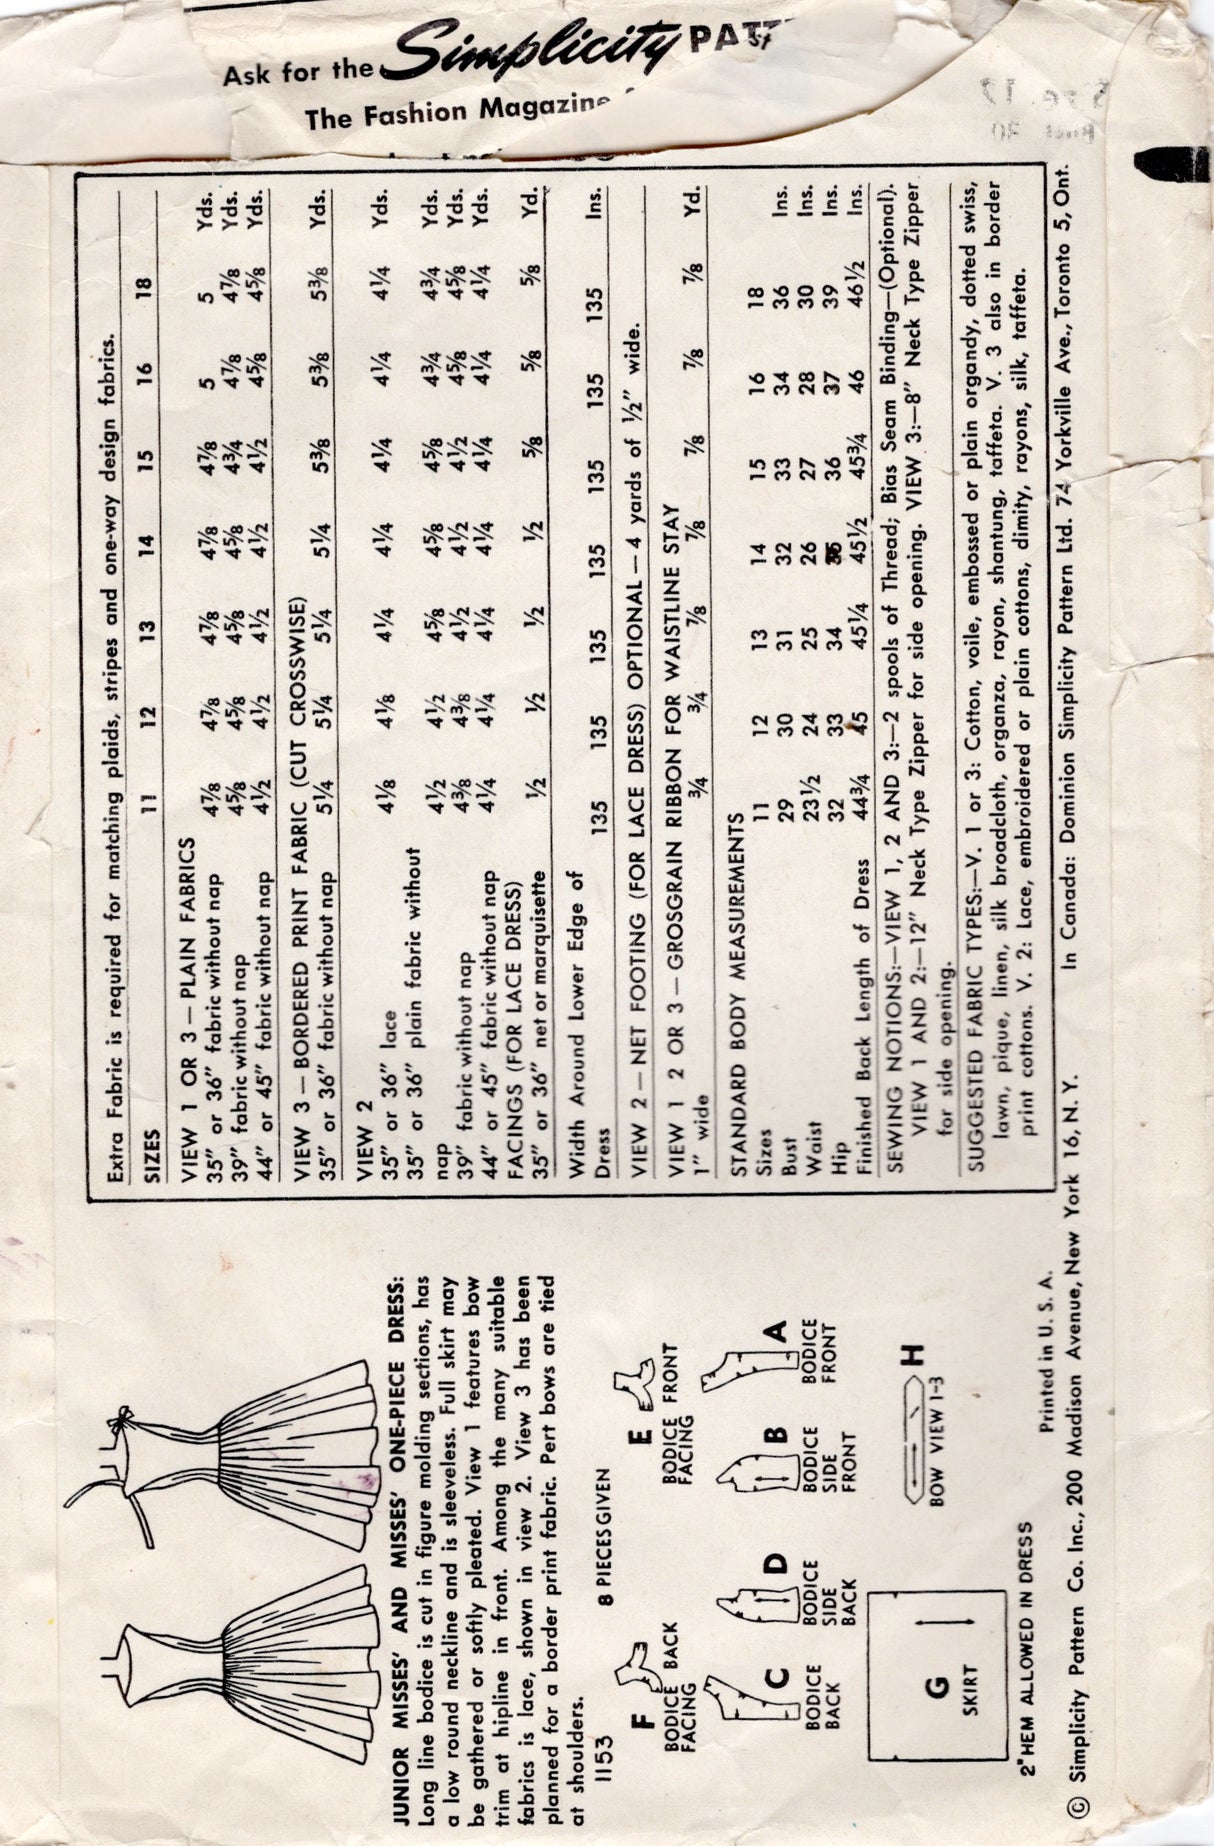 Ask for the Simplicity
The Fashion Magazine
JUNIOR MISSES' AND MISSES' ONE-PIECE DRESS:
Long line bodice is cut in figure molding sections, has
a low round neckline and is sleeveless. Full skirt may
be gathered or softly pleated. View 1 features bow
trim at hipline in front. Among the many suitable
fabrics is lace, shown in view 2. View 3 has been
planned for a border print fabric. Pert bows are tied
at shoulders.
1153 8 PIECES GIVEN
F BODICE BACK FACING
E BODICE FRONT FACING
C BODICE BACK
D BODICE SIDE BACK
B BODICE SIDE FRONT
A BODICE FRONT
G SKIRT
H BOW VIEW 1-3
2" HEM ALLOWED IN DRESS
Printed in U. S. A.
Extra Fabric is required for matching plaids, stripes and one-way design fabrics.
SIZES 11 12 13 14 15 16 18
VIEW 1 OR 3 — PLAIN FABRICS
35" or 36" fabric without nap 4⅞ 4⅞ 4⅞ 4⅞ 4⅞ 5 5 Yds.
39" fabric without nap 4⅝ 4⅝ 4⅝ 4⅝ 4¾ 4⅞ 4⅞ Yds.
44" or 45" fabric without nap 4½ 4½ 4½ 4½ 4½ 4⅝ 4⅝ Yds.
VIEW 3 — BORDERED PRINT FABRIC (CUT CROSSWISE)
35" or 36" fabric without nap 5¼ 5¼ 5¼ 5¼ 5⅜ 5⅜ 5⅜ Yds.
VIEW 2
35" or 36" lace 4⅛ 4⅛ 4¼ 4¼ 4¼ 4¼ 4¼ Yds.
35" or 36" plain fabric without
nap 4½ 4½ 4⅝ 4⅝ 4⅝ 4¾ 4¾ Yds.
39" fabric without nap 4⅜ 4⅜ 4½ 4½ 4½ 4⅝ 4⅝ Yds.
44" or 45" fabric without nap 4¼ 4¼ 4¼ 4¼ 4¼ 4¼ 4¼ Yds.
FACINGS (FOR LACE DRESS)
35" or 36" net or marquisette ½ ½ ½ ½ ⅝ ⅝ ⅝ Yd.
Width Around Lower Edge of
Dress 135 135 135 135 135 135 135 Ins.
VIEW 2 — NET FOOTING (FOR LACE DRESS) OPTIONAL — 4 yards of ½" wide.
VIEW 1 2 OR 3 — GROSGRAIN RIBBON FOR WAISTLINE STAY
1" wide ¾ ¾ ⅞ ⅞ ⅞ ⅞ ⅞ Yd.
STANDARD BODY MEASUREMENTS
Sizes 11 12 13 14 15 16 18
Bust 29 30 31 32 33 34 36 Ins.
Waist 23½ 24 25 26 27 28 30 Ins.
Hip 32 33 34 36 37 39 Ins.
Finished Back Length of Dress 44¾ 45 45¼ 45½ 45¾ 46 46½ Ins.
SEWING NOTIONS:—VIEW 1, 2 AND 3:—2 spools of Thread; Bias Seam Binding—(Optional).
VIEW 1 AND 2:—12" Neck Type Zipper for side opening. VIEW 3:—8" Neck Type Zipper
for side opening.
SUGGESTED FABRIC TYPES:—V. 1 or 3: Cotton, voile, embossed or plain organdy, dotted swiss,
lawn, pique, linen, silk broadcloth, organza, rayon, shantung, taffeta. V. 3 also in border
print cottons. V. 2: Lace, embroidered or plain cottons, dimity, rayons, silk, taffeta.
© Simplicity Pattern Co. Inc., 200 Madison Avenue, New York 16, N. Y. In Canada: Dominion Simplicity Pattern Ltd. 74 Yorkville Ave., Toronto 5, Ont.